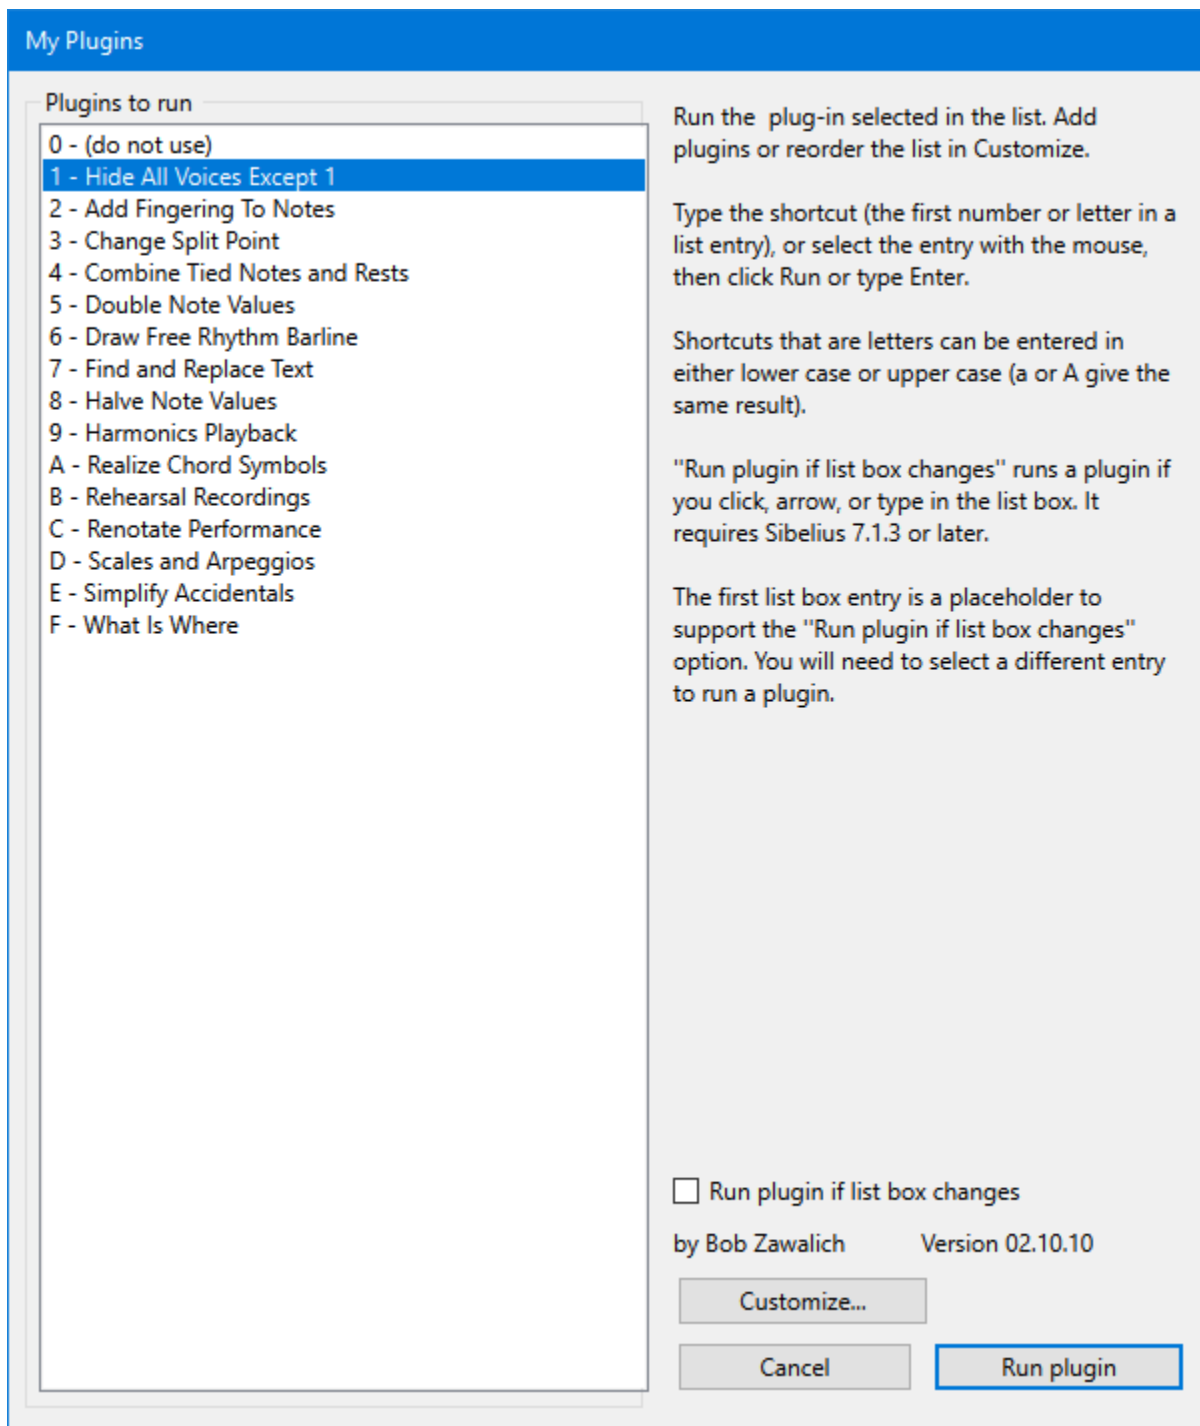 My Plugins
Plugins to run
0 - (do not use)
1 - Hide All Voices Except 1
2 - Add Fingering To Notes
3 - Change Split Point
4 - Combine Tied Notes and Rests
5 - Double Note Values
6 - Draw Free Rhythm Barline
7 - Find and Replace Text
8 - Halve Note Values
9 - Harmonics Playback
A - Realize Chord Symbols
B - Rehearsal Recordings
C - Renotate Performance
D - Scales and Arpeggios
E - Simplify Accidentals
F - What Is Where
Run the  plug-in selected in the list. Add
plugins or reorder the list in Customize.
Type the shortcut (the first number or letter in a
list entry), or select the entry with the mouse,
then click Run or type Enter.
Shortcuts that are letters can be entered in
either lower case or upper case (a or A give the
same result).
''Run plugin if list box changes'' runs a plugin if
you click, arrow, or type in the list box. It
requires Sibelius 7.1.3 or later.
The first list box entry is a placeholder to
support the ''Run plugin if list box changes''
option. You will need to select a different entry
to run a plugin.
Run plugin if list box changes
by Bob Zawalich Version 02.10.10
Customize...
Cancel Run plugin